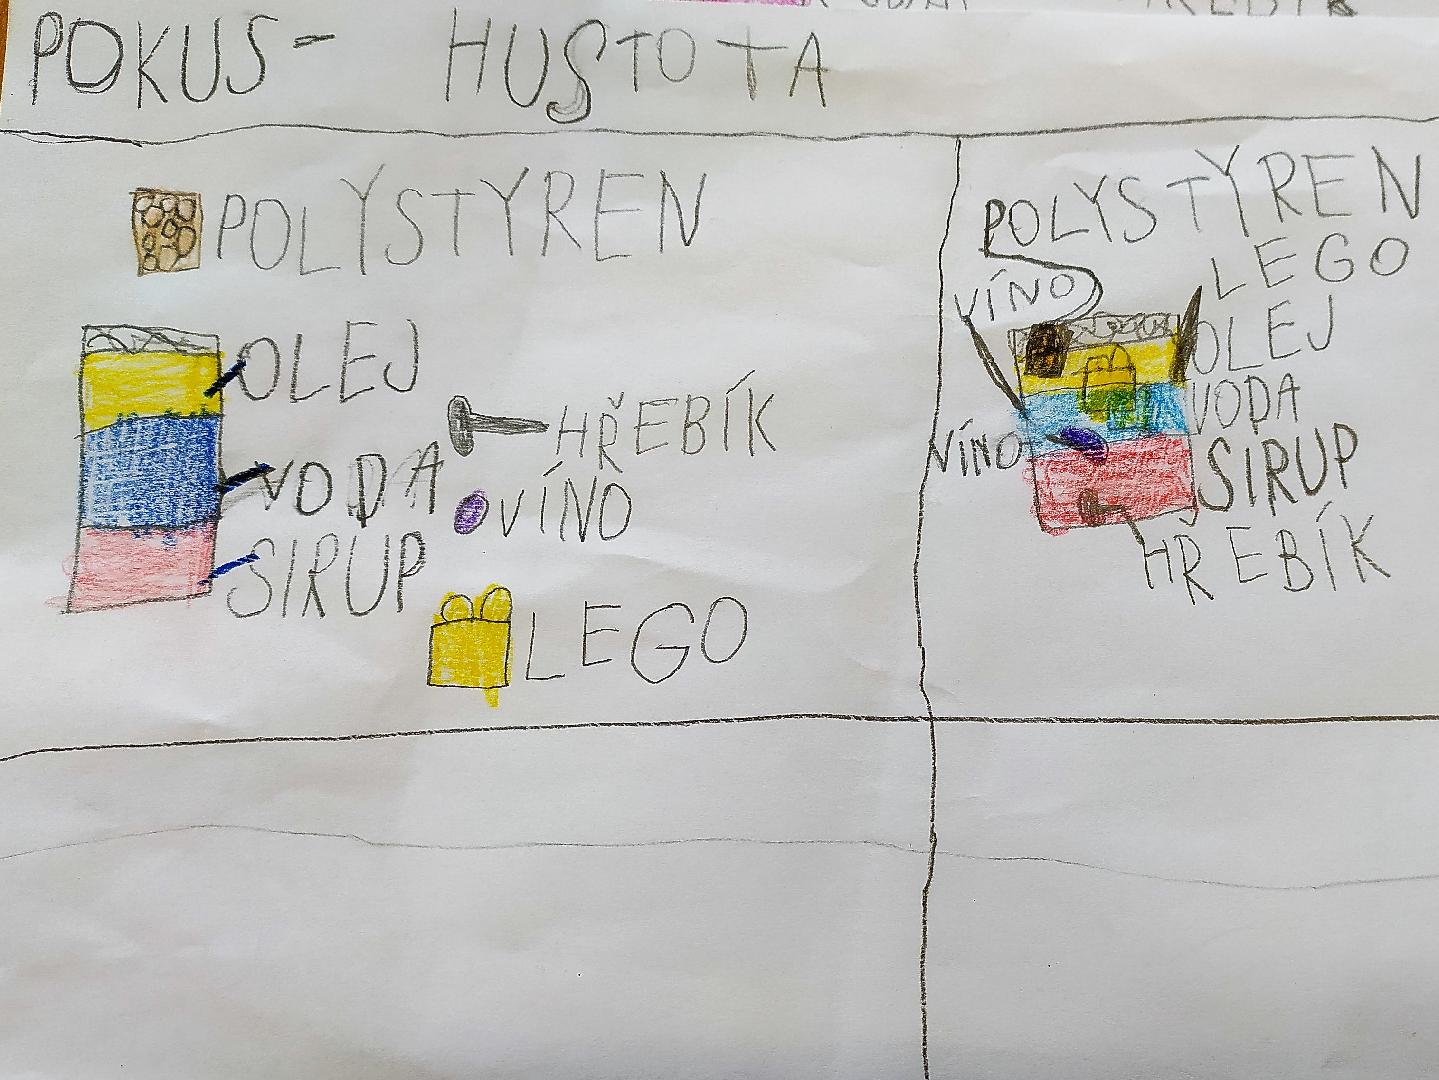 POKUS- HUSTOTA
POLYSTYREN
OLEJ
VODA
SIRUP
HŘEBÍK
VÍNO
LEGO
POLYSTYREN
LEGO
VÍNO
OLEJ
VODA
VÍNO
SIRUP
HŘEBÍK